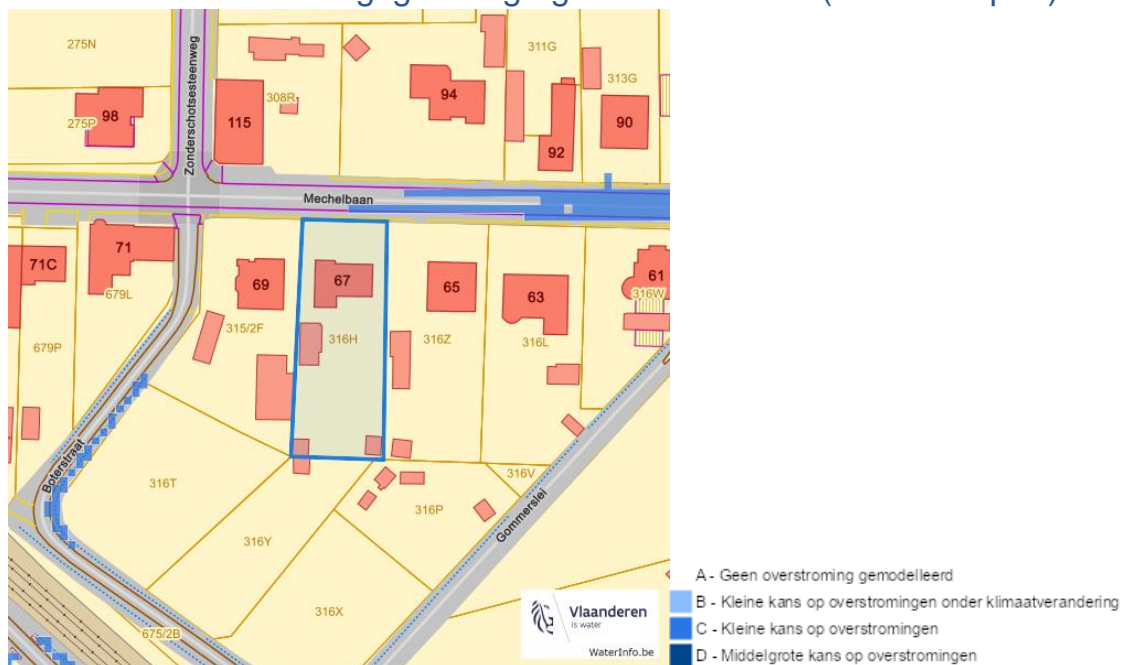 275N
311G
308R
313G
94
98
275P
115
90
92
Zonderschotsesteenweg
Mechelbaan
71
71C
69
67
65
63
61
316W
679L
315/2F
316H
316Z
316L
679P
Boterstraat
316T
316V
316P
Gommerslei
316Y
316X
675/2B
Vlaanderen
is water
WaterInfo.be
A - Geen overstroming gemodelleerd
B - Kleine kans op overstromingen onder klimaatverandering
C - Kleine kans op overstromingen
D - Middelgrote kans op overstromingen